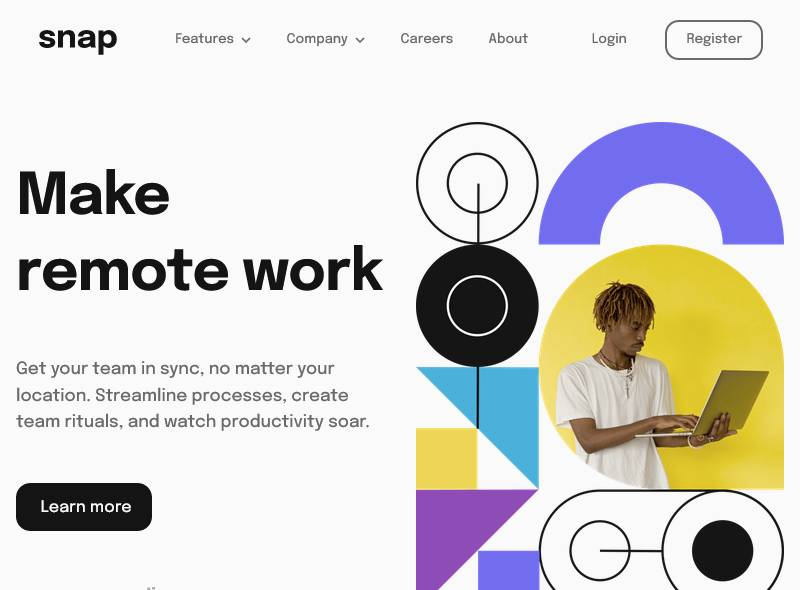 snap
Features
Company
Careers
About
Login
Register
Make
remote work
Get your team in sync, no matter your
location. Streamline processes, create
team rituals, and watch productivity soar.
Learn more